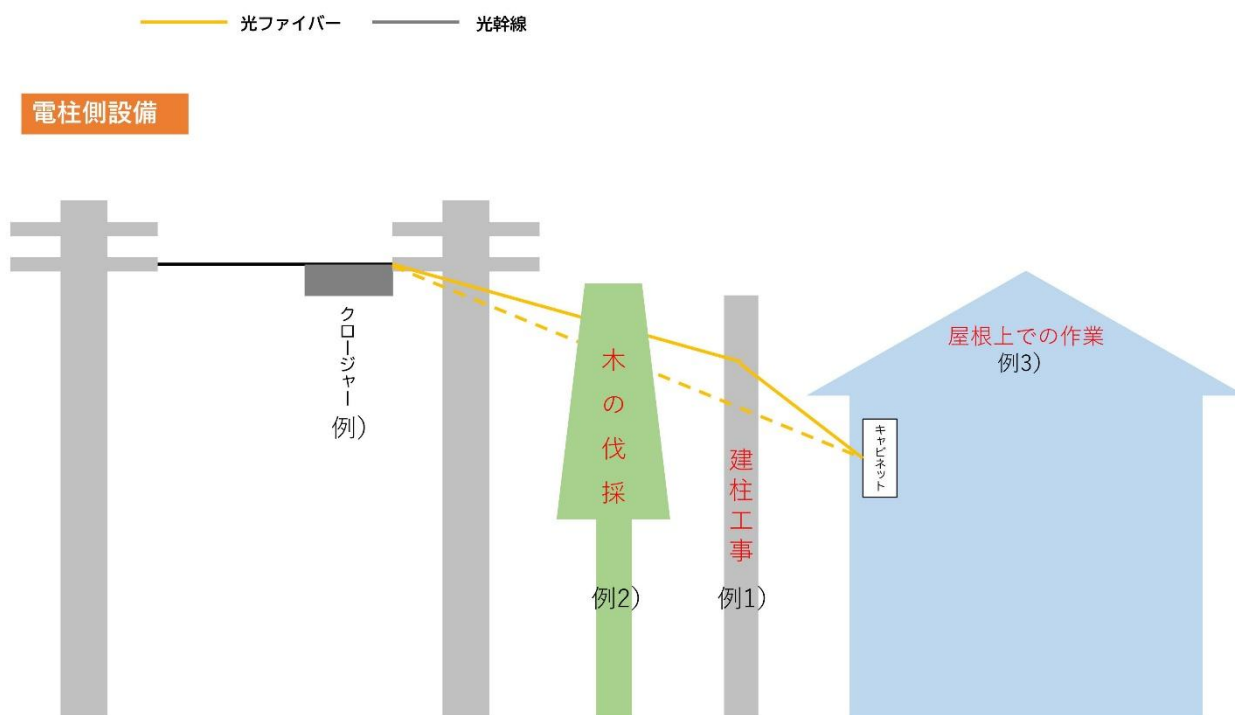 光ファイバー
光幹線
電柱側設備
クロージャー
例）
木の伐採
例2）
建柱工事
例1）
屋根上での作業
例3）
キャビネット